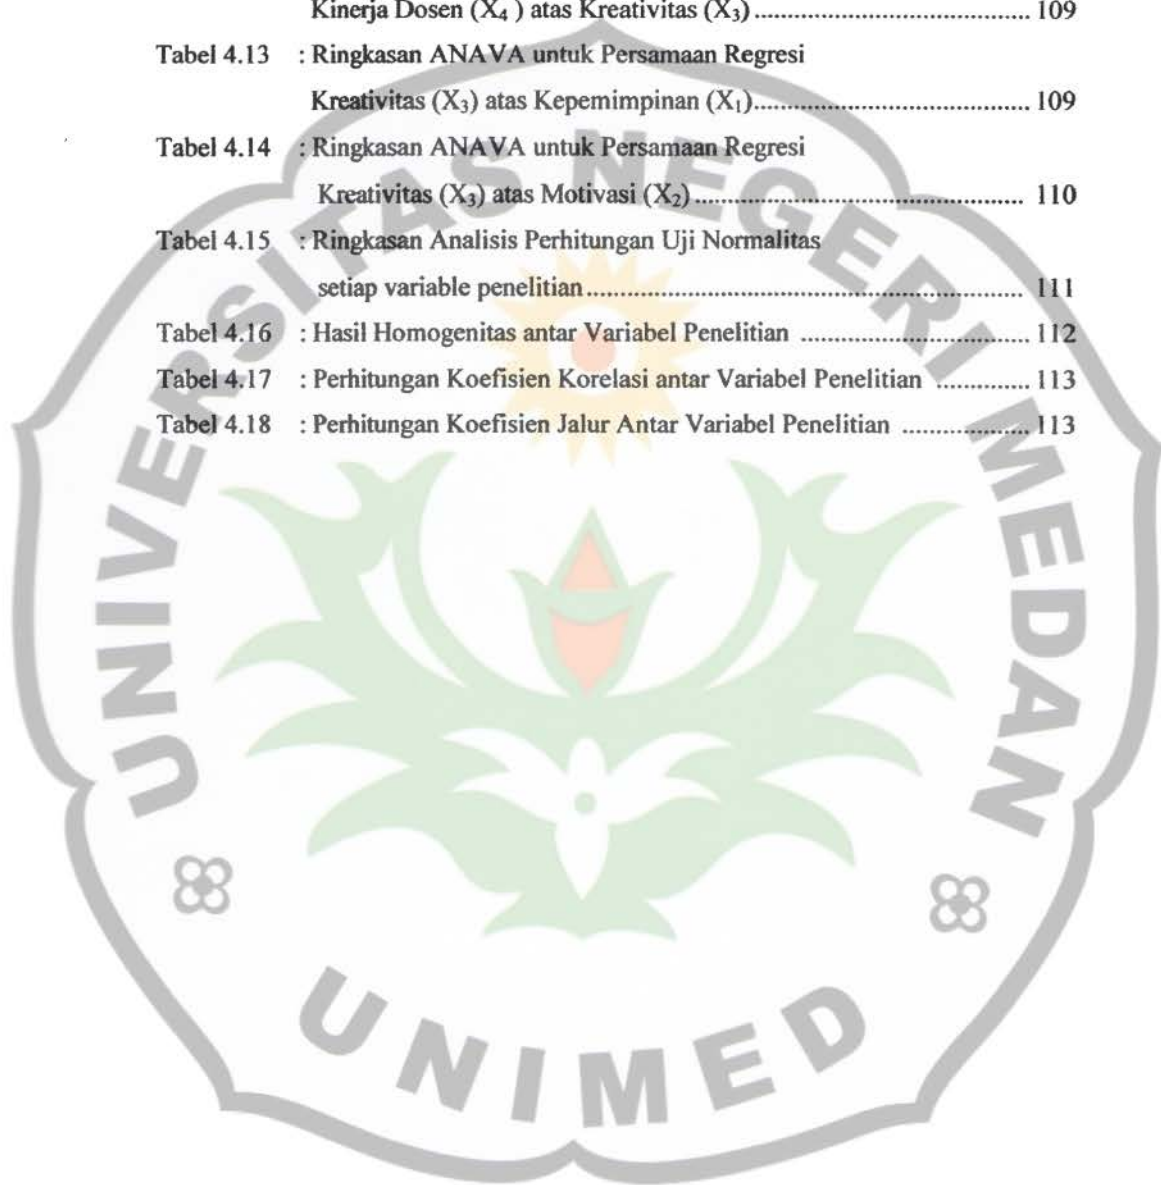 Kinerja Dosen (X₄ ) atas Kreativitas (X₃) .................................... 109
Tabel 4.13 : Ringkasan ANAVA untuk Persamaan Regresi
Kreativitas (X₃) atas Kepemimpinan (X₁).................................... 109
Tabel 4.14 : Ringkasan ANAVA untuk Persamaan Regresi
Kreativitas (X₃) atas Motivasi (X₂) ........................................... 110
Tabel 4.15 : Ringkasan Analisis Perhitungan Uji Normalitas
setiap variable penelitian ......................................................... 111
Tabel 4.16 : Hasil Homogenitas antar Variabel Penelitian .............................. 112
Tabel 4.17 : Perhitungan Koefisien Korelasi antar Variabel Penelitian ............ 113
Tabel 4.18 : Perhitungan Koefisien Jalur Antar Variabel Penelitian ................. 113
UNIVERSITAS NEGERI MEDAN
UNIMED